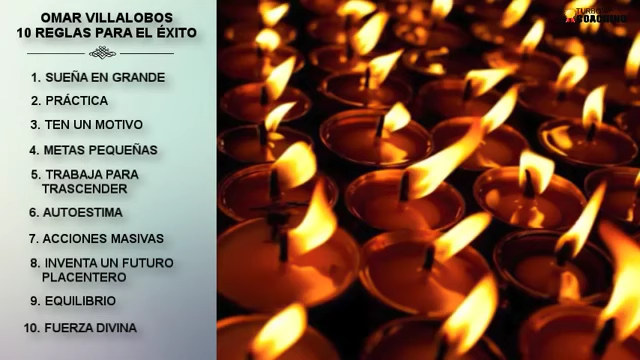 OMAR VILLALOBOS
10 REGLAS PARA EL ÉXITO
1. SUEÑA EN GRANDE
2. PRÁCTICA
3. TEN UN MOTIVO
4. METAS PEQUEÑAS
5. TRABAJA PARA
TRASCENDER
6. AUTOESTIMA
7. ACCIONES MASIVAS
8. INVENTA UN FUTURO
PLACENTERO
9. EQUILIBRIO
10. FUERZA DIVINA
COACHING